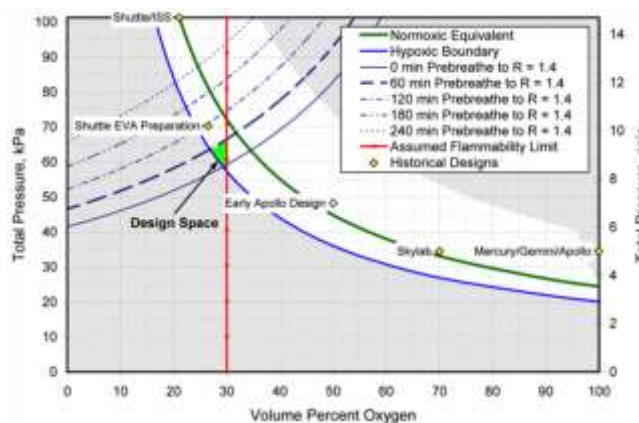 Shuttle/ISS
Normoxic Equivalent
Hypoxic Boundary
0 min Prebreathe to R = 1.4
60 min Prebreathe to R = 1.4
120 min Prebreathe to R = 1.4
180 min Prebreathe to R = 1.4
240 min Prebreathe to R = 1.4
Assumed Flammability Limit
Historical Designs
Shuttle EVA Preparation
Early Apollo Design
Design Space
Skylab
Mercury/Gemini/Apollo
Total Pressure, kPa
100
90
80
70
60
50
40
30
20
10
0
14
12
10
8
6
4
2
0
0 10 20 30 40 50 60 70 80 90 100
Volume Percent Oxygen